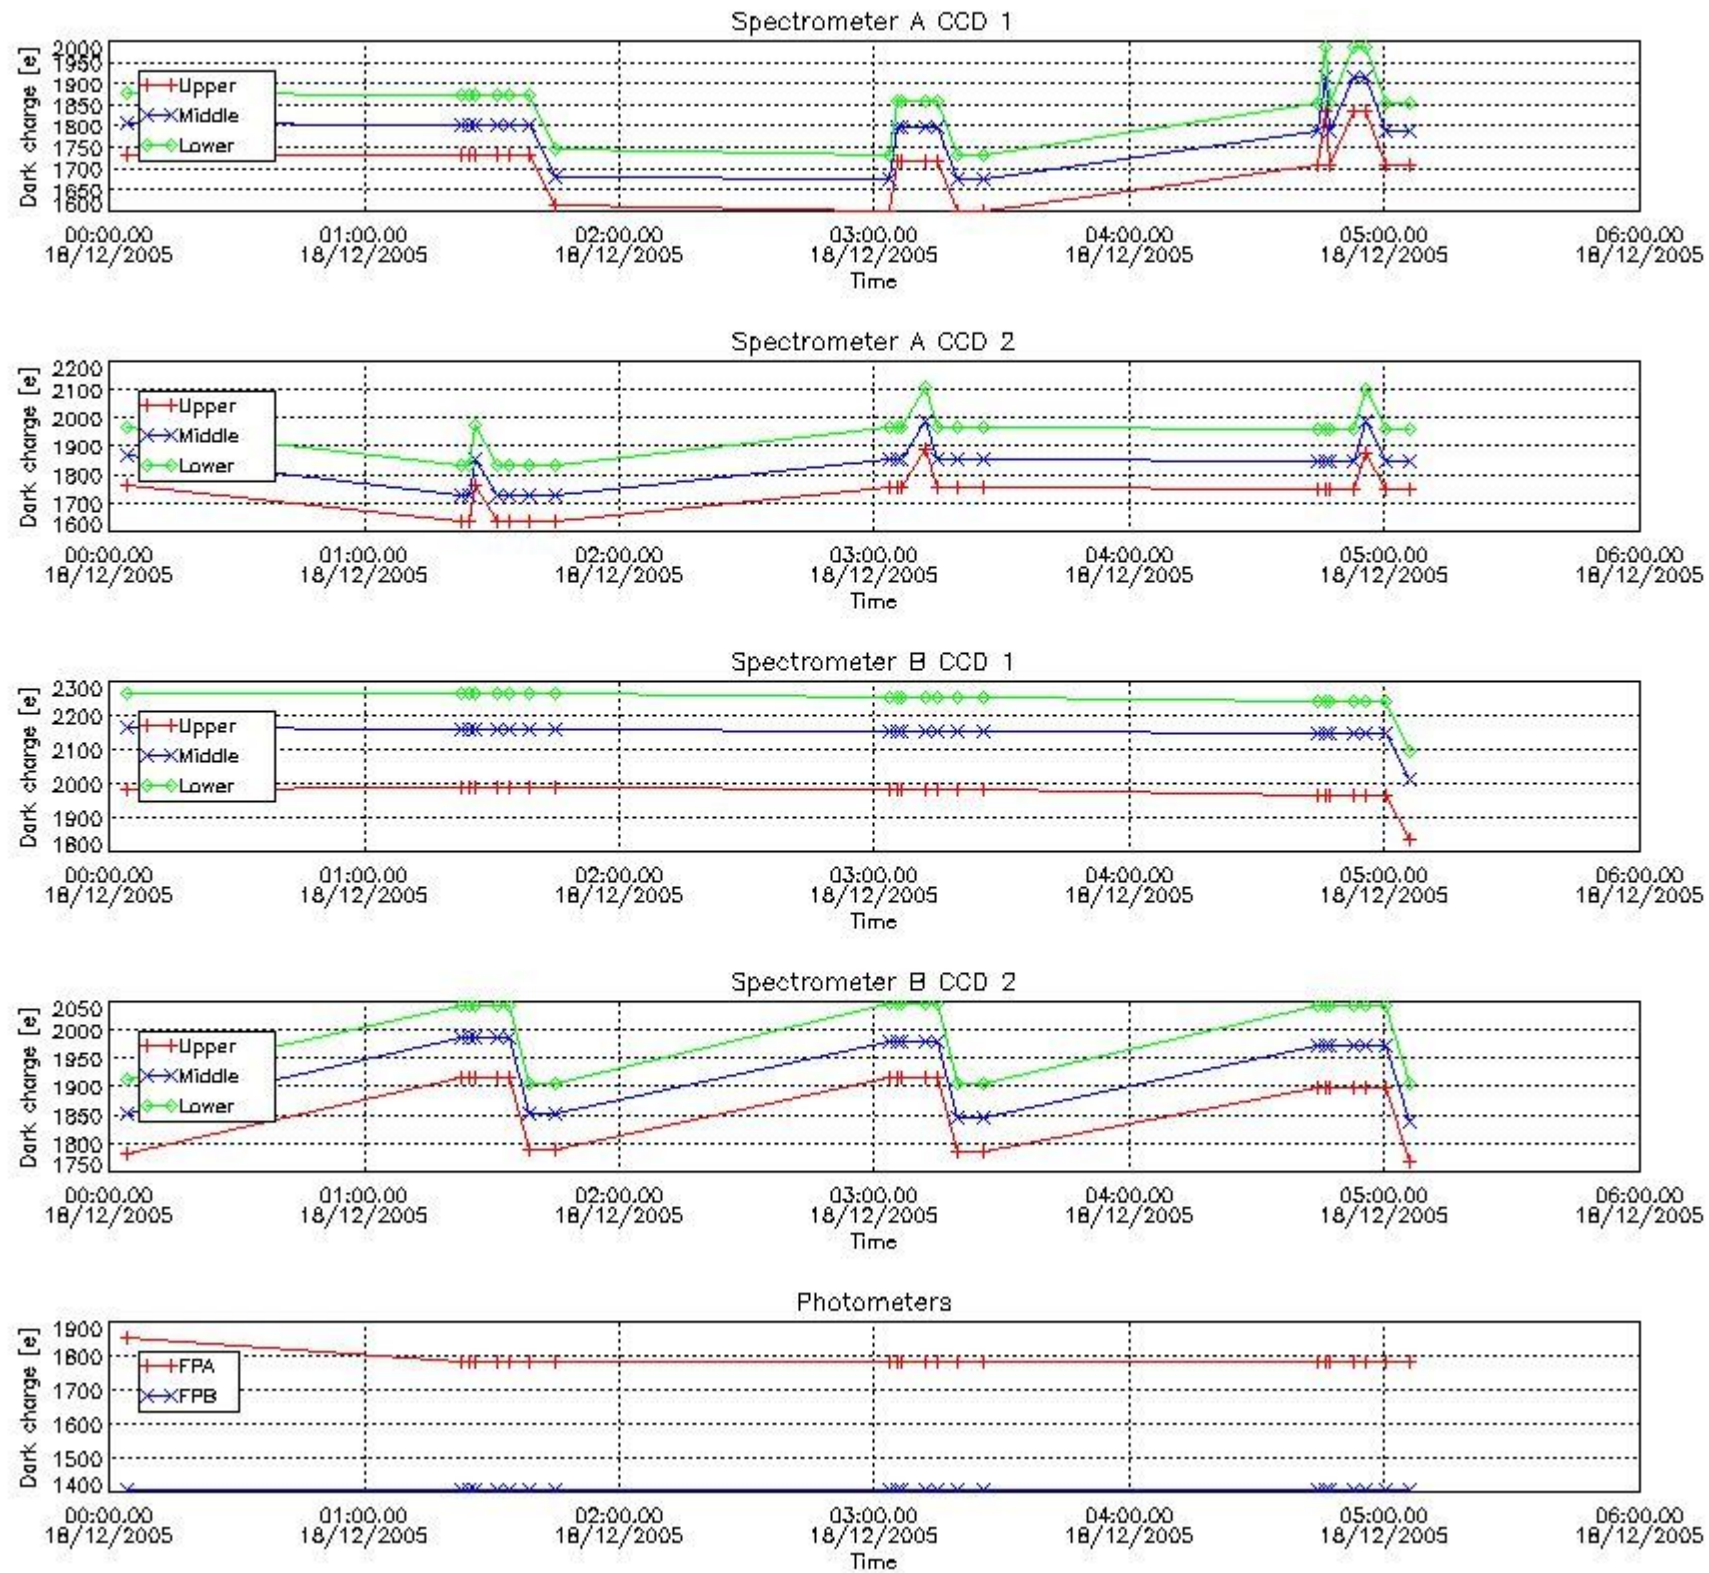 Spectrometer A CCD 1
Dark charge [e]
2000
1950
1900
1850
1800
1750
1700
1650
1600
Upper
Middle
Lower
00:00.00 01:00.00 02:00.00 03:00.00 04:00.00 05:00.00 06:00.00
18/12/2005 18/12/2005 18/12/2005 18/12/2005 18/12/2005 18/12/2005 18/12/2005
Time
Spectrometer A CCD 2
Dark charge [e]
2200
2100
2000
1900
1800
1700
1600
Upper
Middle
Lower
00:00.00 01:00.00 02:00.00 03:00.00 04:00.00 05:00.00 06:00.00
18/12/2005 18/12/2005 18/12/2005 18/12/2005 18/12/2005 18/12/2005 18/12/2005
Time
Spectrometer B CCD 1
Dark charge [e]
2300
2200
2100
2000
1900
1800
Upper
Middle
Lower
00:00.00 01:00.00 02:00.00 03:00.00 04:00.00 05:00.00 06:00.00
18/12/2005 18/12/2005 18/12/2005 18/12/2005 18/12/2005 18/12/2005 18/12/2005
Time
Spectrometer B CCD 2
Dark charge [e]
2050
2000
1950
1900
1850
1800
1750
Upper
Middle
Lower
00:00.00 01:00.00 02:00.00 03:00.00 04:00.00 05:00.00 06:00.00
18/12/2005 18/12/2005 18/12/2005 18/12/2005 18/12/2005 18/12/2005 18/12/2005
Time
Photometers
Dark charge [e]
1900
1800
1700
1600
1500
1400
FPA
FPB
00:00.00 01:00.00 02:00.00 03:00.00 04:00.00 05:00.00 06:00.00
18/12/2005 18/12/2005 18/12/2005 18/12/2005 18/12/2005 18/12/2005 18/12/2005
Time